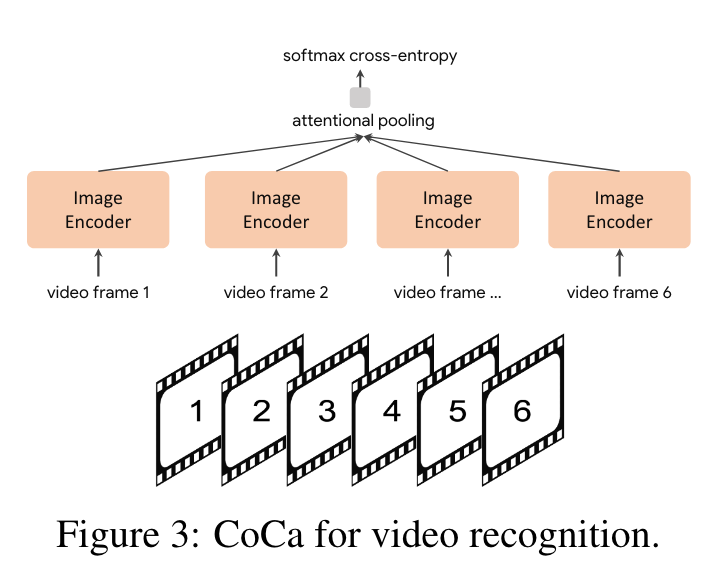 softmax cross-entropy
attentional pooling
Image Encoder
Image Encoder
Image Encoder
Image Encoder
video frame 1
video frame 2
video frame ...
video frame 6
1 2 3 4 5 6
Figure 3: CoCa for video recognition.